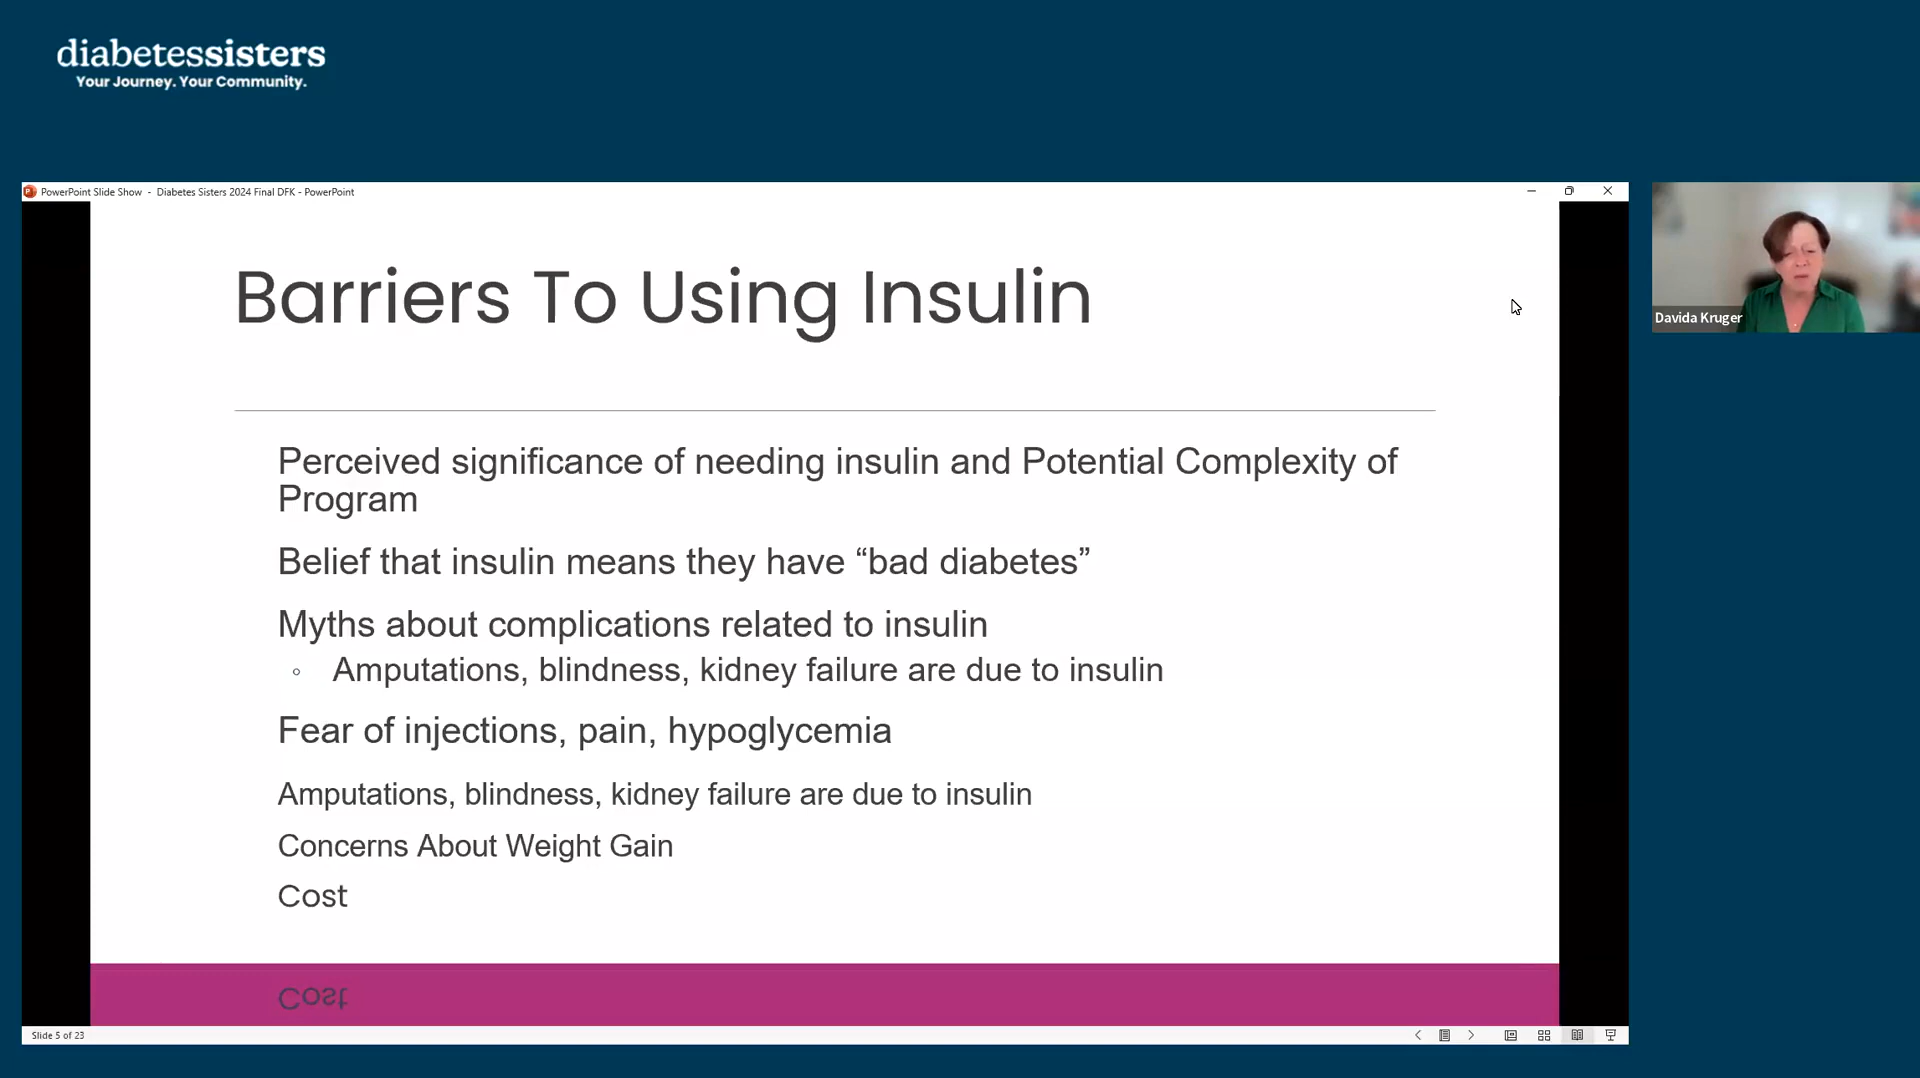 diabetessisters
Your Journey. Your Community.
PowerPoint Slide Show - Diabetes Sisters 2024 Final DFK - PowerPoint
Barriers To Using Insulin
Davida Kruger
Perceived significance of needing insulin and Potential Complexity of
Program
Belief that insulin means they have “bad diabetes”
Myths about complications related to insulin
◦ Amputations, blindness, kidney failure are due to insulin
Fear of injections, pain, hypoglycemia
Amputations, blindness, kidney failure are due to insulin
Concerns About Weight Gain
Cost
Cost
Slide 5 of 23